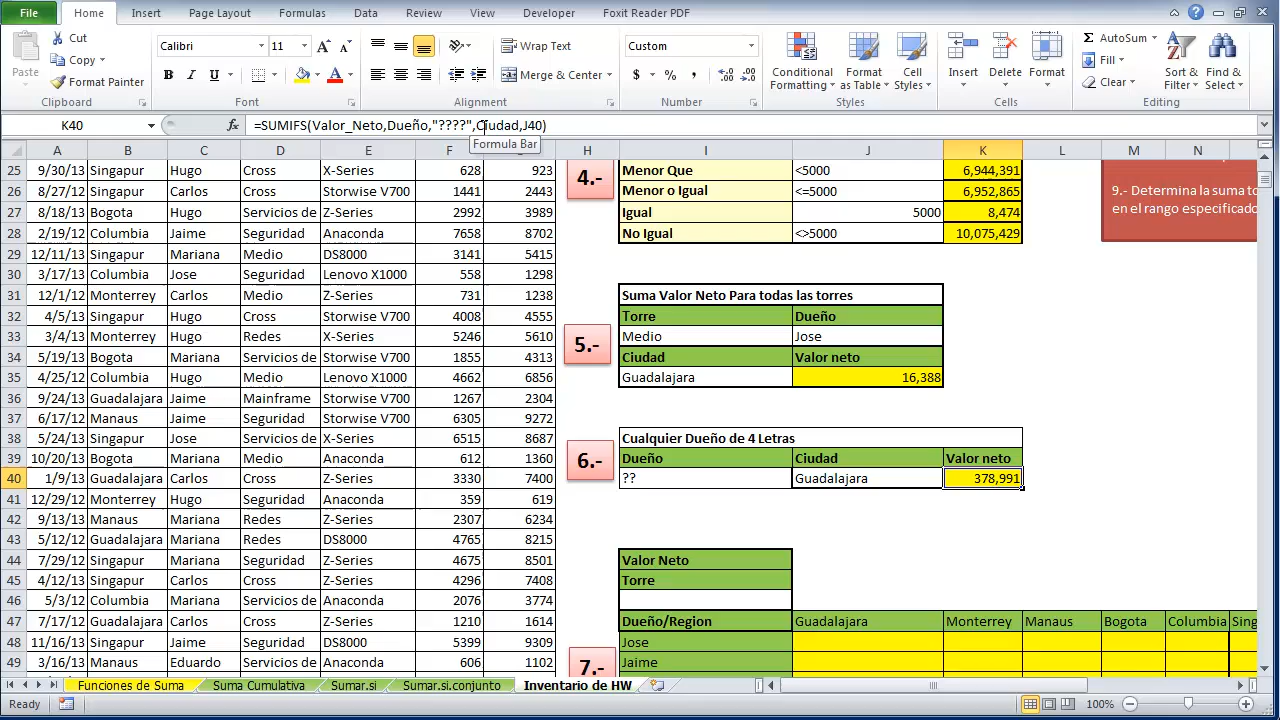 File Home Insert Page Layout Formulas Data Review View Developer Foxit Reader PDF
Paste Cut Copy Format Painter Clipboard
Calibri 11 A A B I U A Font
Wrap Text Merge & Center Alignment
Custom $ % , .0 .00 .00 .0 Number
Conditional Formatting Format as Table Cell Styles Styles
Insert Delete Format Cells
Σ AutoSum Fill Clear Sort & Filter Find & Select Editing
K40 fx =SUMIFS(Valor_Neto,Dueño,"????",Ciudad,J40)
Formula Bar
A B C D E F H I J K L M N
25 9/30/13 Singapur Hugo Cross X-Series 628 923
26 8/27/12 Singapur Carlos Cross Storwise V700 1441 2443
27 8/18/13 Bogota Hugo Servicios de Z-Series 2992 3989
28 2/19/12 Columbia Jaime Seguridad Anaconda 7658 8702
29 12/11/13 Singapur Mariana Medio DS8000 3141 5415
30 3/17/13 Columbia Jose Seguridad Lenovo X1000 558 1298
31 12/1/12 Monterrey Carlos Medio Z-Series 731 1238
32 4/5/13 Singapur Hugo Cross Storwise V700 4008 4555
33 3/4/13 Monterrey Hugo Redes X-Series 5246 5610
34 5/19/13 Bogota Mariana Servicios de Storwise V700 1855 4313
35 4/25/12 Columbia Hugo Medio Lenovo X1000 4662 6856
36 9/24/13 Guadalajara Jaime Mainframe Storwise V700 1267 2304
37 6/17/12 Manaus Jaime Seguridad Storwise V700 6305 9272
38 5/24/13 Singapur Jose Servicios de X-Series 6515 8687
39 10/20/13 Bogota Mariana Medio Anaconda 612 1360
40 1/9/13 Guadalajara Carlos Cross Z-Series 3330 7400
41 12/29/12 Monterrey Hugo Seguridad Anaconda 359 619
42 9/13/12 Manaus Mariana Redes Z-Series 2307 6234
43 5/12/12 Guadalajara Mariana Redes DS8000 4765 8215
44 7/29/12 Singapur Mariana Seguridad Z-Series 4675 8501
45 4/12/12 Singapur Carlos Cross Z-Series 4296 7408
46 5/3/12 Columbia Mariana Servicios de Anaconda 2076 3774
47 7/17/12 Guadalajara Carlos Cross Z-Series 1210 1614
48 11/16/13 Singapur Jaime Seguridad DS8000 5399 9309
49 3/16/12 Manaus Eduardo Servicios de Anaconda 606 1102
4.-
Menor Que <5000 6,944,391
Menor o Igual <=5000 6,952,865
Igual 5000 8,474
No Igual <>5000 10,075,429
9.- Determina la suma to
en el rango especificado
5.-
Suma Valor Neto Para todas las torres
Torre Dueño
Medio Jose
Ciudad Valor neto
Guadalajara 16,388
6.-
Cualquier Dueño de 4 Letras
Dueño Ciudad Valor neto
?? Guadalajara 378,991
Valor Neto
Torre
Dueño/Region Guadalajara Monterrey Manaus Bogota Columbia Sing
Jose
Jaime
7.-
Funciones de Suma Suma Cumulativa Sumar.si Sumar.si.conjunto Inventario de HW
Ready 100%